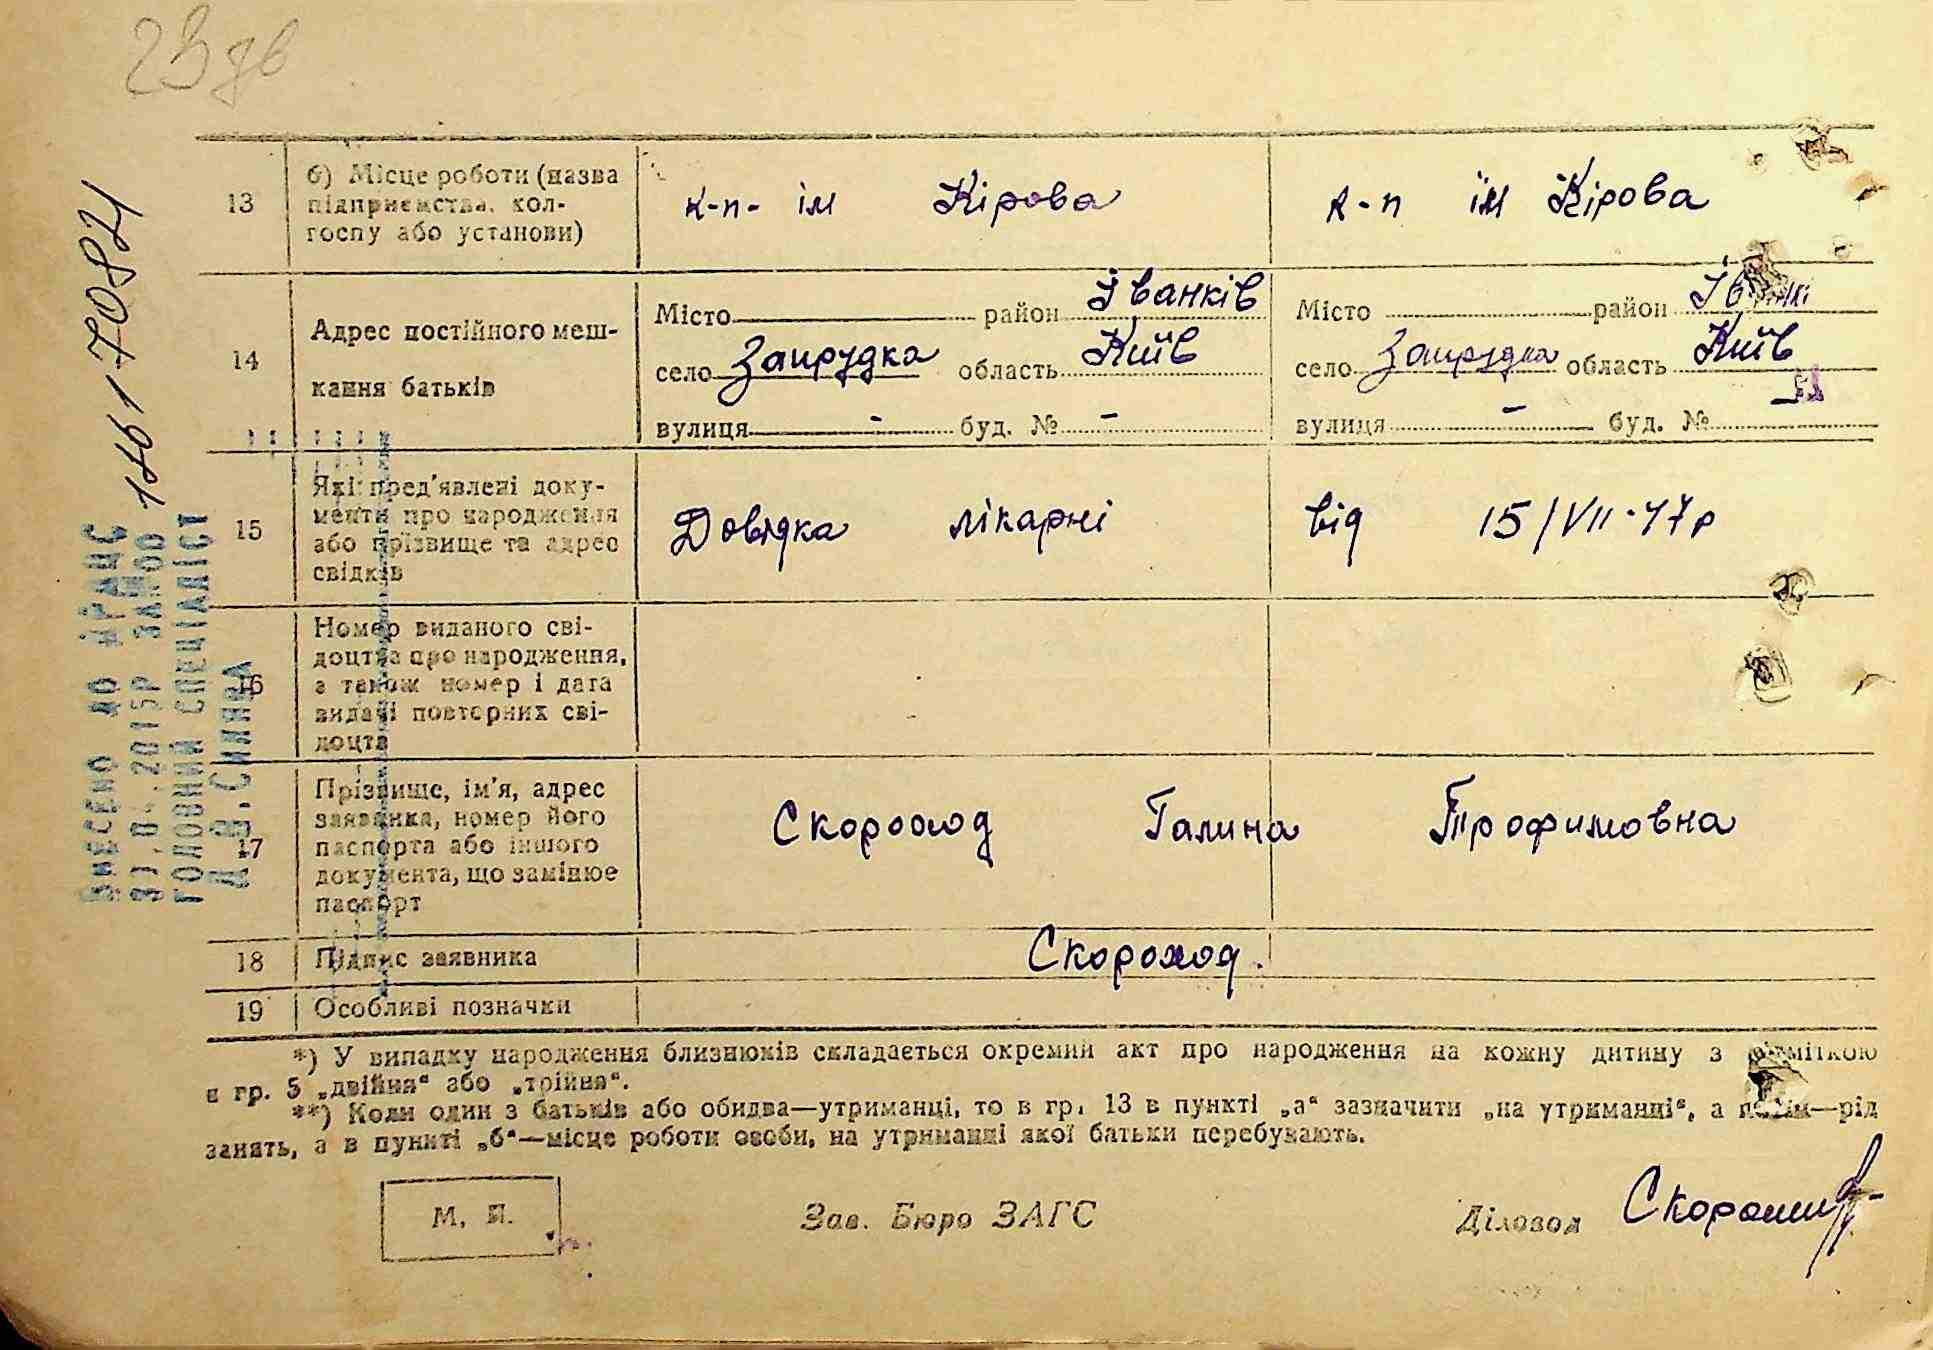 23 зв
13
б) Місце роботи (назва підприємства, колгоспу або установи)
к-п- ім Кірова
к-п ім Кірова
14
Адрес постійного мешкання батьків
Місто район Іванків
село Запрудка область Київ
вулиця - буд. № -
Місто район
село Запрудка область Київ
вулиця - буд. №
15
Які пред'явлені документи про народження або прізвище та адрес свідків
Довідка лікарні від 15/VII-47р
16
Номер виданого свідоцтва про народження, а також номер і дата видачі повторних свідоцтв
17
Прізвище, ім'я, адрес заявника, номер його паспорта або іншого документа, що замінює паспорт
Скороход Галина Трофимовна
18
Підпис заявника
Скороход.
19
Особливі позначки
*) У випадку народження близнюків складається окремий акт про народження на кожну дитину з відміткою
в гр. 5 „двійня“ або „трійня“.
**) Коли один з батьків або обидва—утриманці, то в гр. 13 в пункті „а“ зазначити „на утриманні“, а потім—рід
занять, а в пункті „б“—місце роботи особи, на утриманні якої батьки перебувають.
М. П.
Зав. Бюро ЗАГС
Діловод
Внесено до ДРАЦС
ГОЛОВНИЙ СПЕЦІАЛІСТ